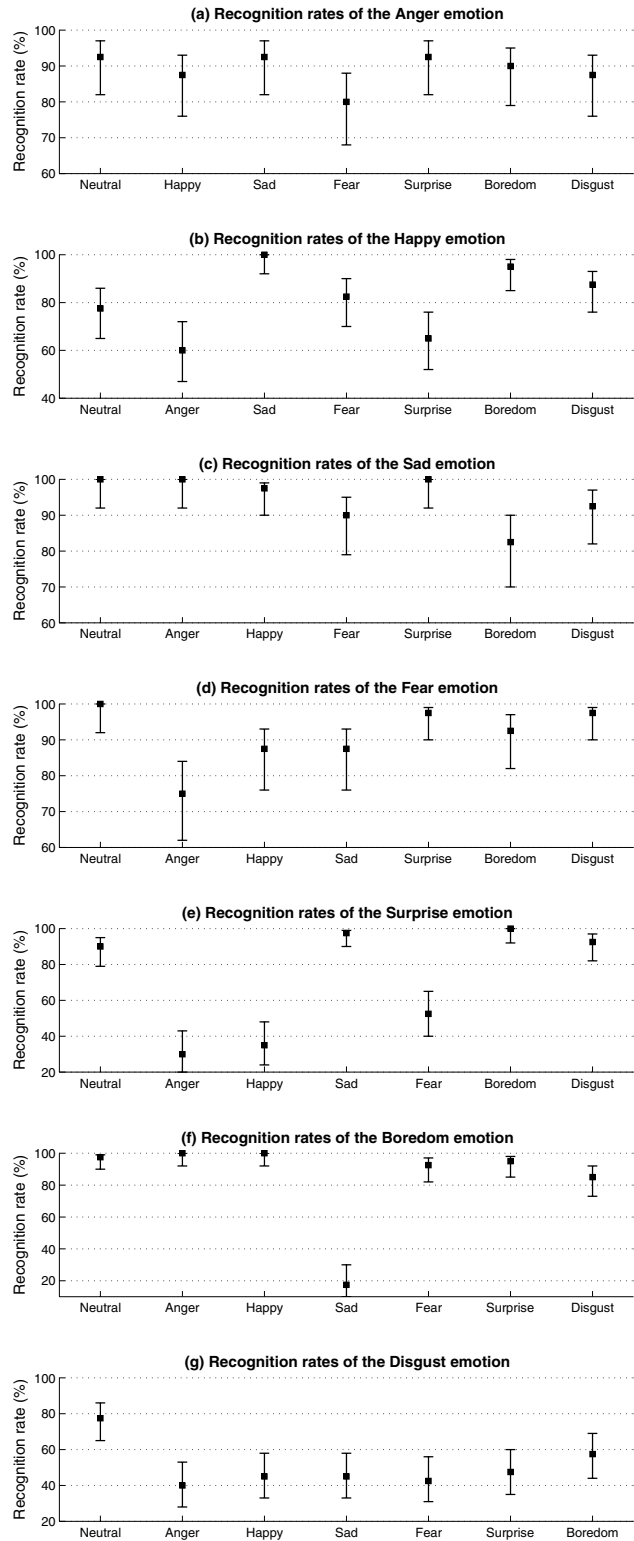 (a) Recognition rates of the Anger emotion
Recognition rate (%)
100
90
80
70
60
Neutral Happy Sad Fear Surprise Boredom Disgust
(b) Recognition rates of the Happy emotion
Recognition rate (%)
100
80
60
40
Neutral Anger Sad Fear Surprise Boredom Disgust
(c) Recognition rates of the Sad emotion
Recognition rate (%)
100
90
80
70
60
Neutral Anger Happy Fear Surprise Boredom Disgust
(d) Recognition rates of the Fear emotion
Recognition rate (%)
100
90
80
70
60
Neutral Anger Happy Sad Surprise Boredom Disgust
(e) Recognition rates of the Surprise emotion
Recognition rate (%)
100
80
60
40
20
Neutral Anger Happy Sad Fear Boredom Disgust
(f) Recognition rates of the Boredom emotion
Recognition rate (%)
100
80
60
40
20
Neutral Anger Happy Sad Fear Surprise Disgust
(g) Recognition rates of the Disgust emotion
Recognition rate (%)
100
80
60
40
20
Neutral Anger Happy Sad Fear Surprise Boredom